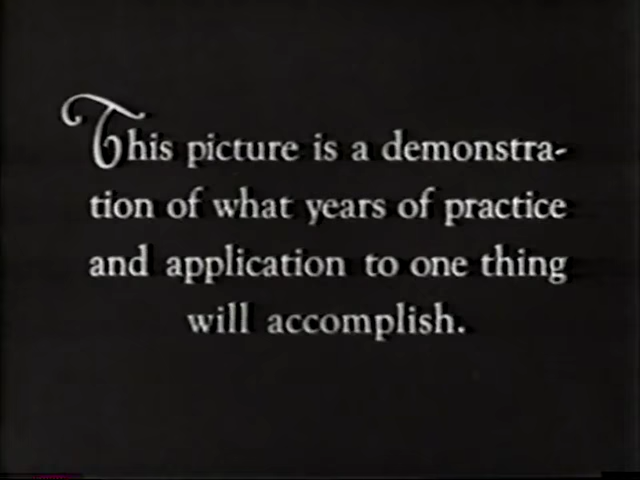 This picture is a demonstra-
tion of what years of practice
and application to one thing
will accomplish.